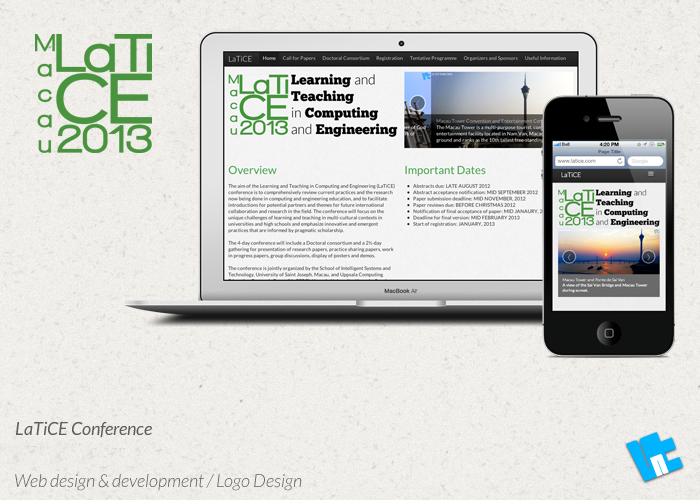 Macau
LaTi
CE
2013
LaTiCE
Home Call for Papers Doctoral Consortium Registration Tentative Programme Organizers and Sponsors Useful Information
Macau
LaTi
CE
2013
Learning and
Teaching
in Computing
and Engineering
Macau Tower Convention and Entertainment
The Macau Tower is a multi-purpose tourist
entertainment facility located in Nam Van, Macau
ground and ranks as the 10th tallest free-standing
Overview
The aim of the Learning and Teaching in Computing and Engineering (LaTiCE)
conference is to comprehensively review current practices and the research
now being done in computing and engineering education, and to facilitate
introductions for potential partners and themes for future international
collaboration and research in the field. The conference will focus on the
unique challenges of learning and teaching in multi-cultural contexts in
universities and high schools and emphasize innovative and emergent
practices that are informed by pragmatic scholarship.
The 4-day conference will include a Doctoral consortium and a 2½-day
gathering for presentation of research papers, practice sharing papers, work
in progress papers, group discussions, display of posters and demos.
The conference is jointly organized by the School of Intelligent Systems and
Technology, University of Saint Joseph, Macau, and Uppsala Computing
Important Dates
Abstracts due: LATE AUGUST 2012
Abstract acceptance notification: MID SEPTEMBER 2012
Paper submission deadline: MID NOVEMBER, 2012
Paper reviews due: BEFORE CHRISTMAS 2012
Notification of final acceptance of paper: MID JANAURY, 2
Deadline for final version: MID FEBRUARY 2013
Start of registration: JANUARY, 2013
MacBook Air
Bell 4:20 PM
Page Title
www.latice.com Google
LaTiCE
Macau
LaTi
CE
2013
Learning and
Teaching
in Computing
and Engineering
Macau Tower and Ponte de Sai Van
A view of the Sai Van Bridge and Macau Tower
during sunset.
LaTiCE Conference
Web design & development / Logo Design